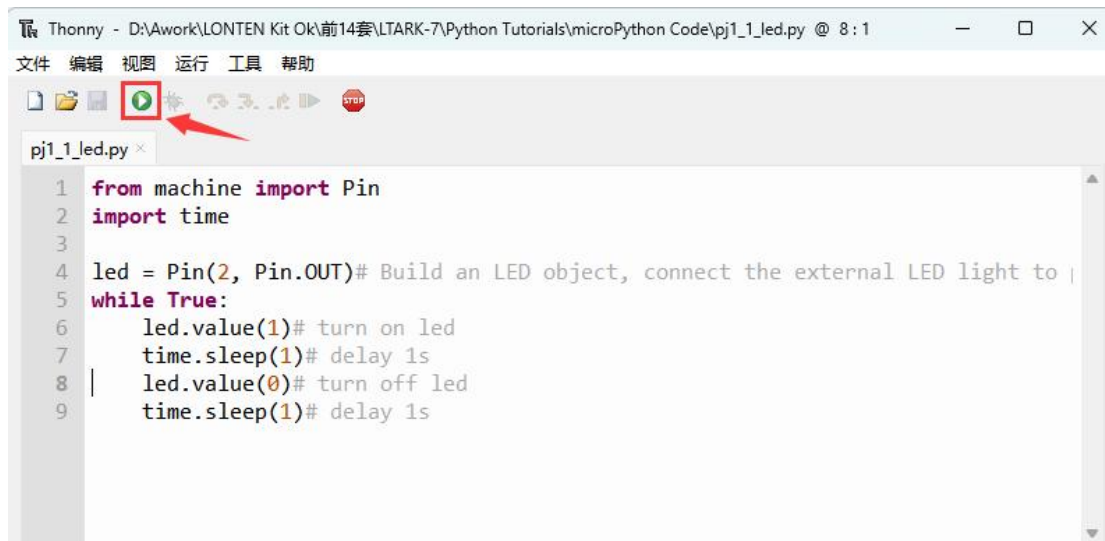 Thonny - D:\Awork\LONTEN Kit Ok\前14套\LTARK-7\Python Tutorials\microPython Code\pj1_1_led.py @ 8:1
文件 编辑 视图 运行 工具 帮助
STOP
pj1_1_led.py ×
1 from machine import Pin
2 import time
3
4 led = Pin(2, Pin.OUT)# Build an LED object, connect the external LED light to
5 while True:
6     led.value(1)# turn on led
7     time.sleep(1)# delay 1s
8     led.value(0)# turn off led
9     time.sleep(1)# delay 1s